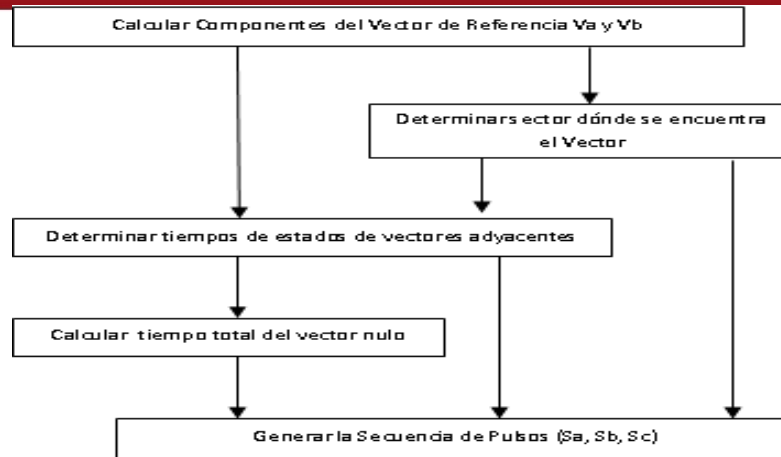 Calcular Componentes del Vector de Referencia Va y Vb
Determinar sector dónde se encuentra
el Vector
Determinar tiempos de estados de vectores adyacentes
Calcular tiempo total del vector nulo
Generar la Secuencia de Pulsos (Sa, Sb, Sc)